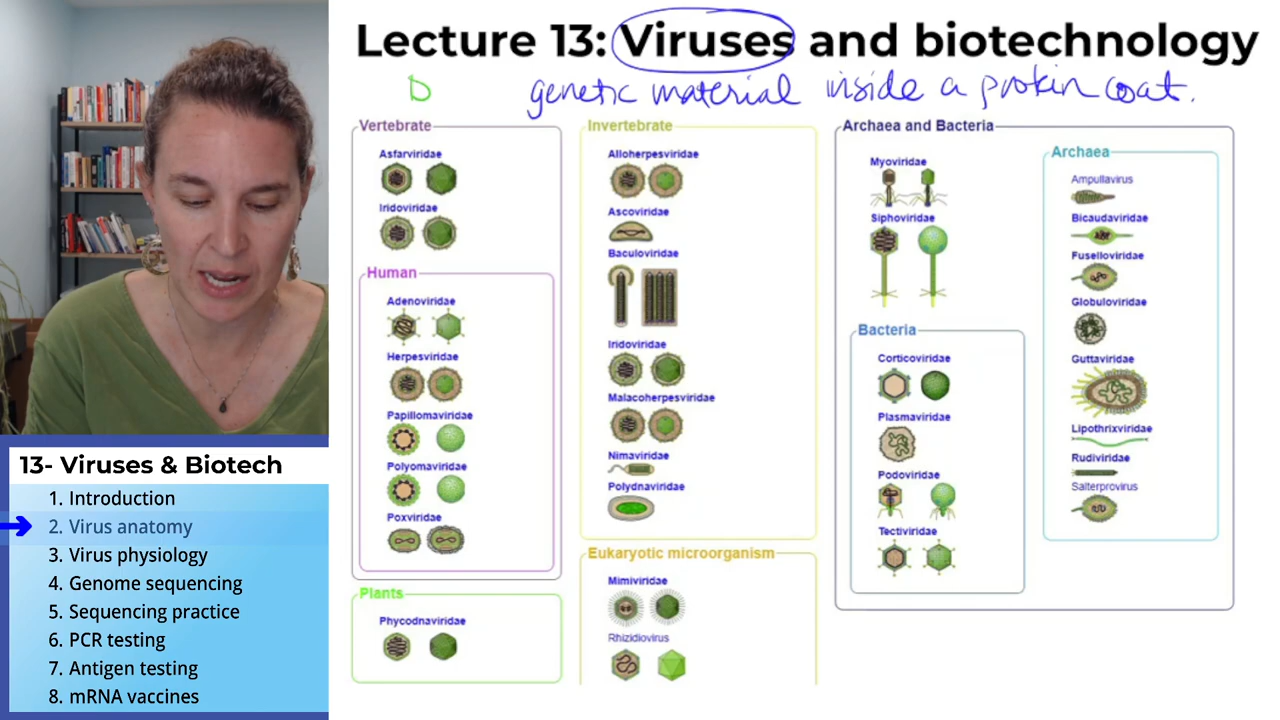 Lecture 13: Viruses and biotechnology
D genetic material inside a protein coat.
Vertebrate
Asfarviridae
Iridoviridae
Human
Adenoviridae
Herpesviridae
Papillomaviridae
Polyomaviridae
Poxviridae
Plants
Phycodnaviridae
Invertebrate
Alloherpesviridae
Ascoviridae
Baculoviridae
Iridoviridae
Malacoherpesviridae
Nimaviridae
Polydnaviridae
Eukaryotic microorganism
Mimiviridae
Rhizidiovirus
Archaea and Bacteria
Myoviridae
Siphoviridae
Bacteria
Corticoviridae
Plasmaviridae
Podoviridae
Tectiviridae
Archaea
Ampullavirus
Bicaudaviridae
Fuselloviridae
Globuloviridae
Guttaviridae
Lipothrixviridae
Rudiviridae
Salterprovirus
13- Viruses & Biotech
1. Introduction
2. Virus anatomy
3. Virus physiology
4. Genome sequencing
5. Sequencing practice
6. PCR testing
7. Antigen testing
8. mRNA vaccines